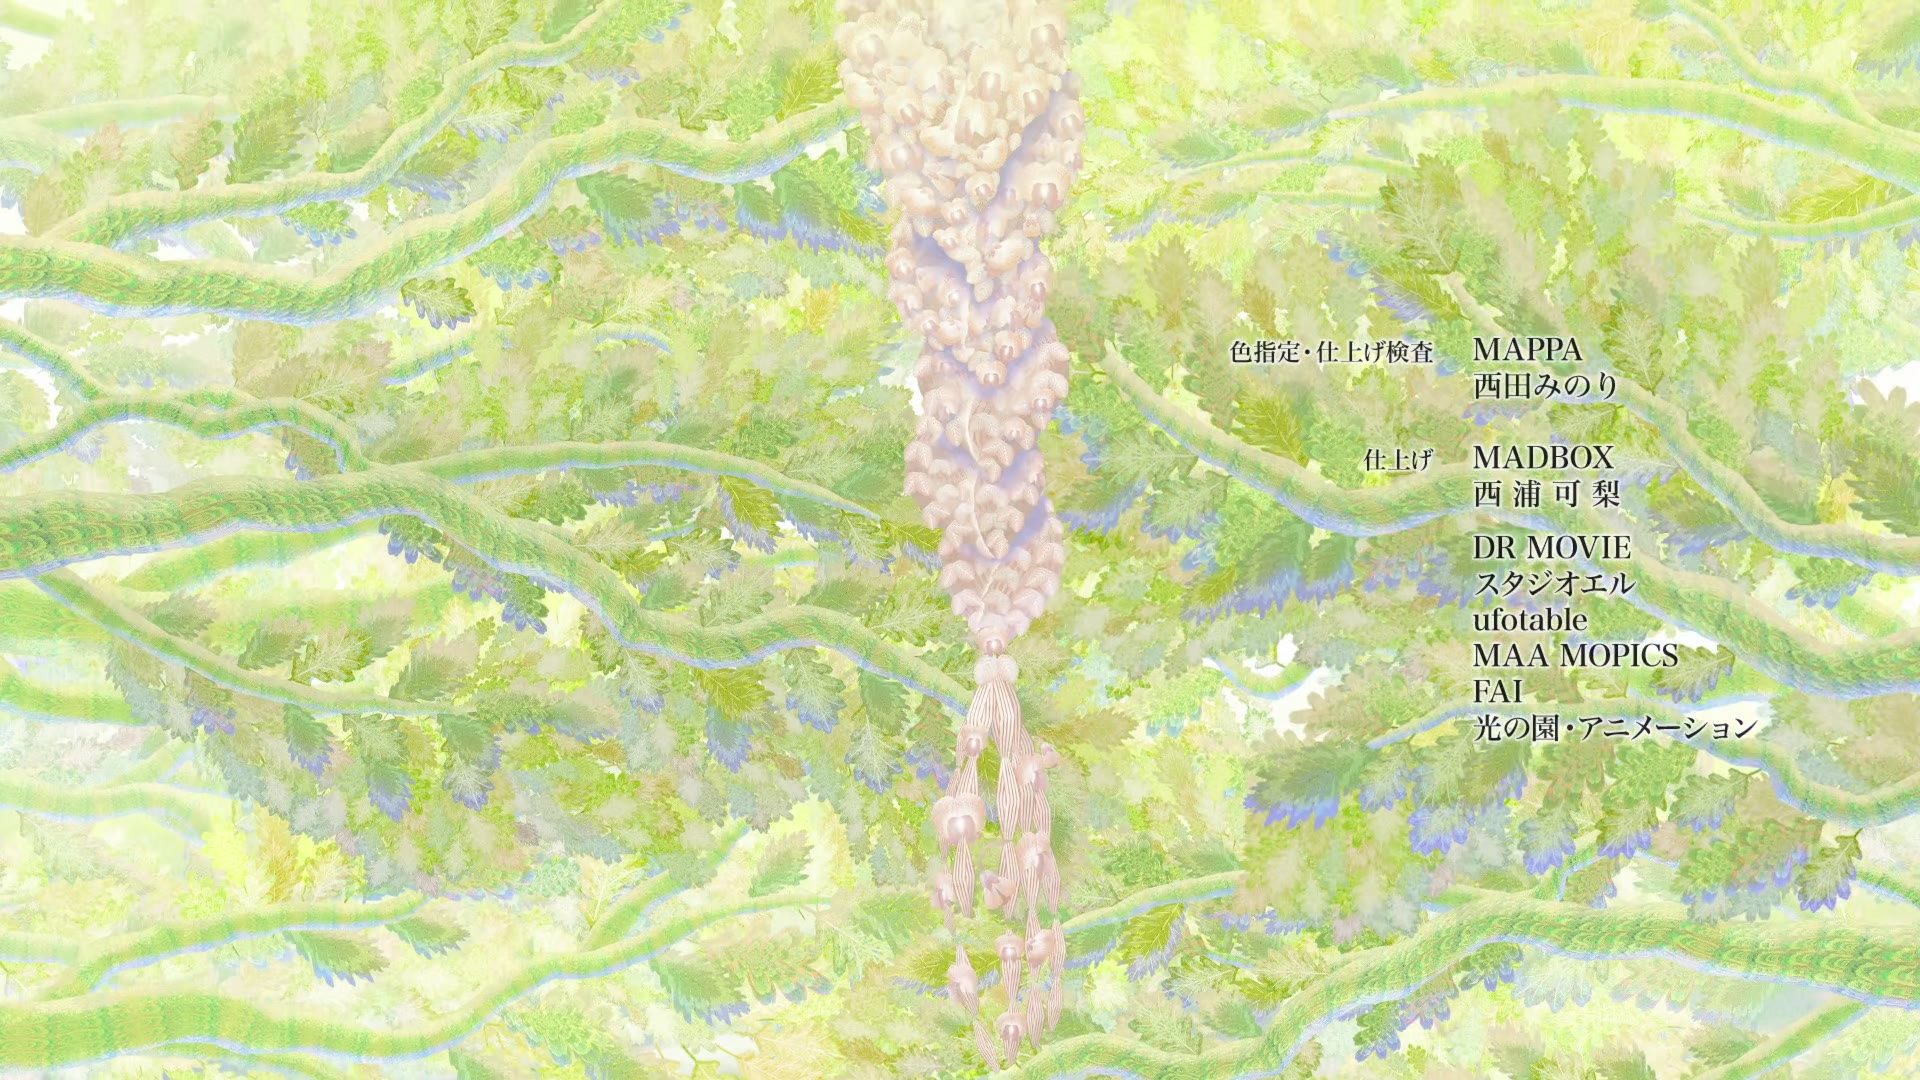 色指定・仕上げ検査 MAPPA
西田みのり
仕上げ MADBOX
西浦可梨
DR MOVIE
スタジオエル
ufotable
MAA MOPICS
FAI
光の園・アニメーション